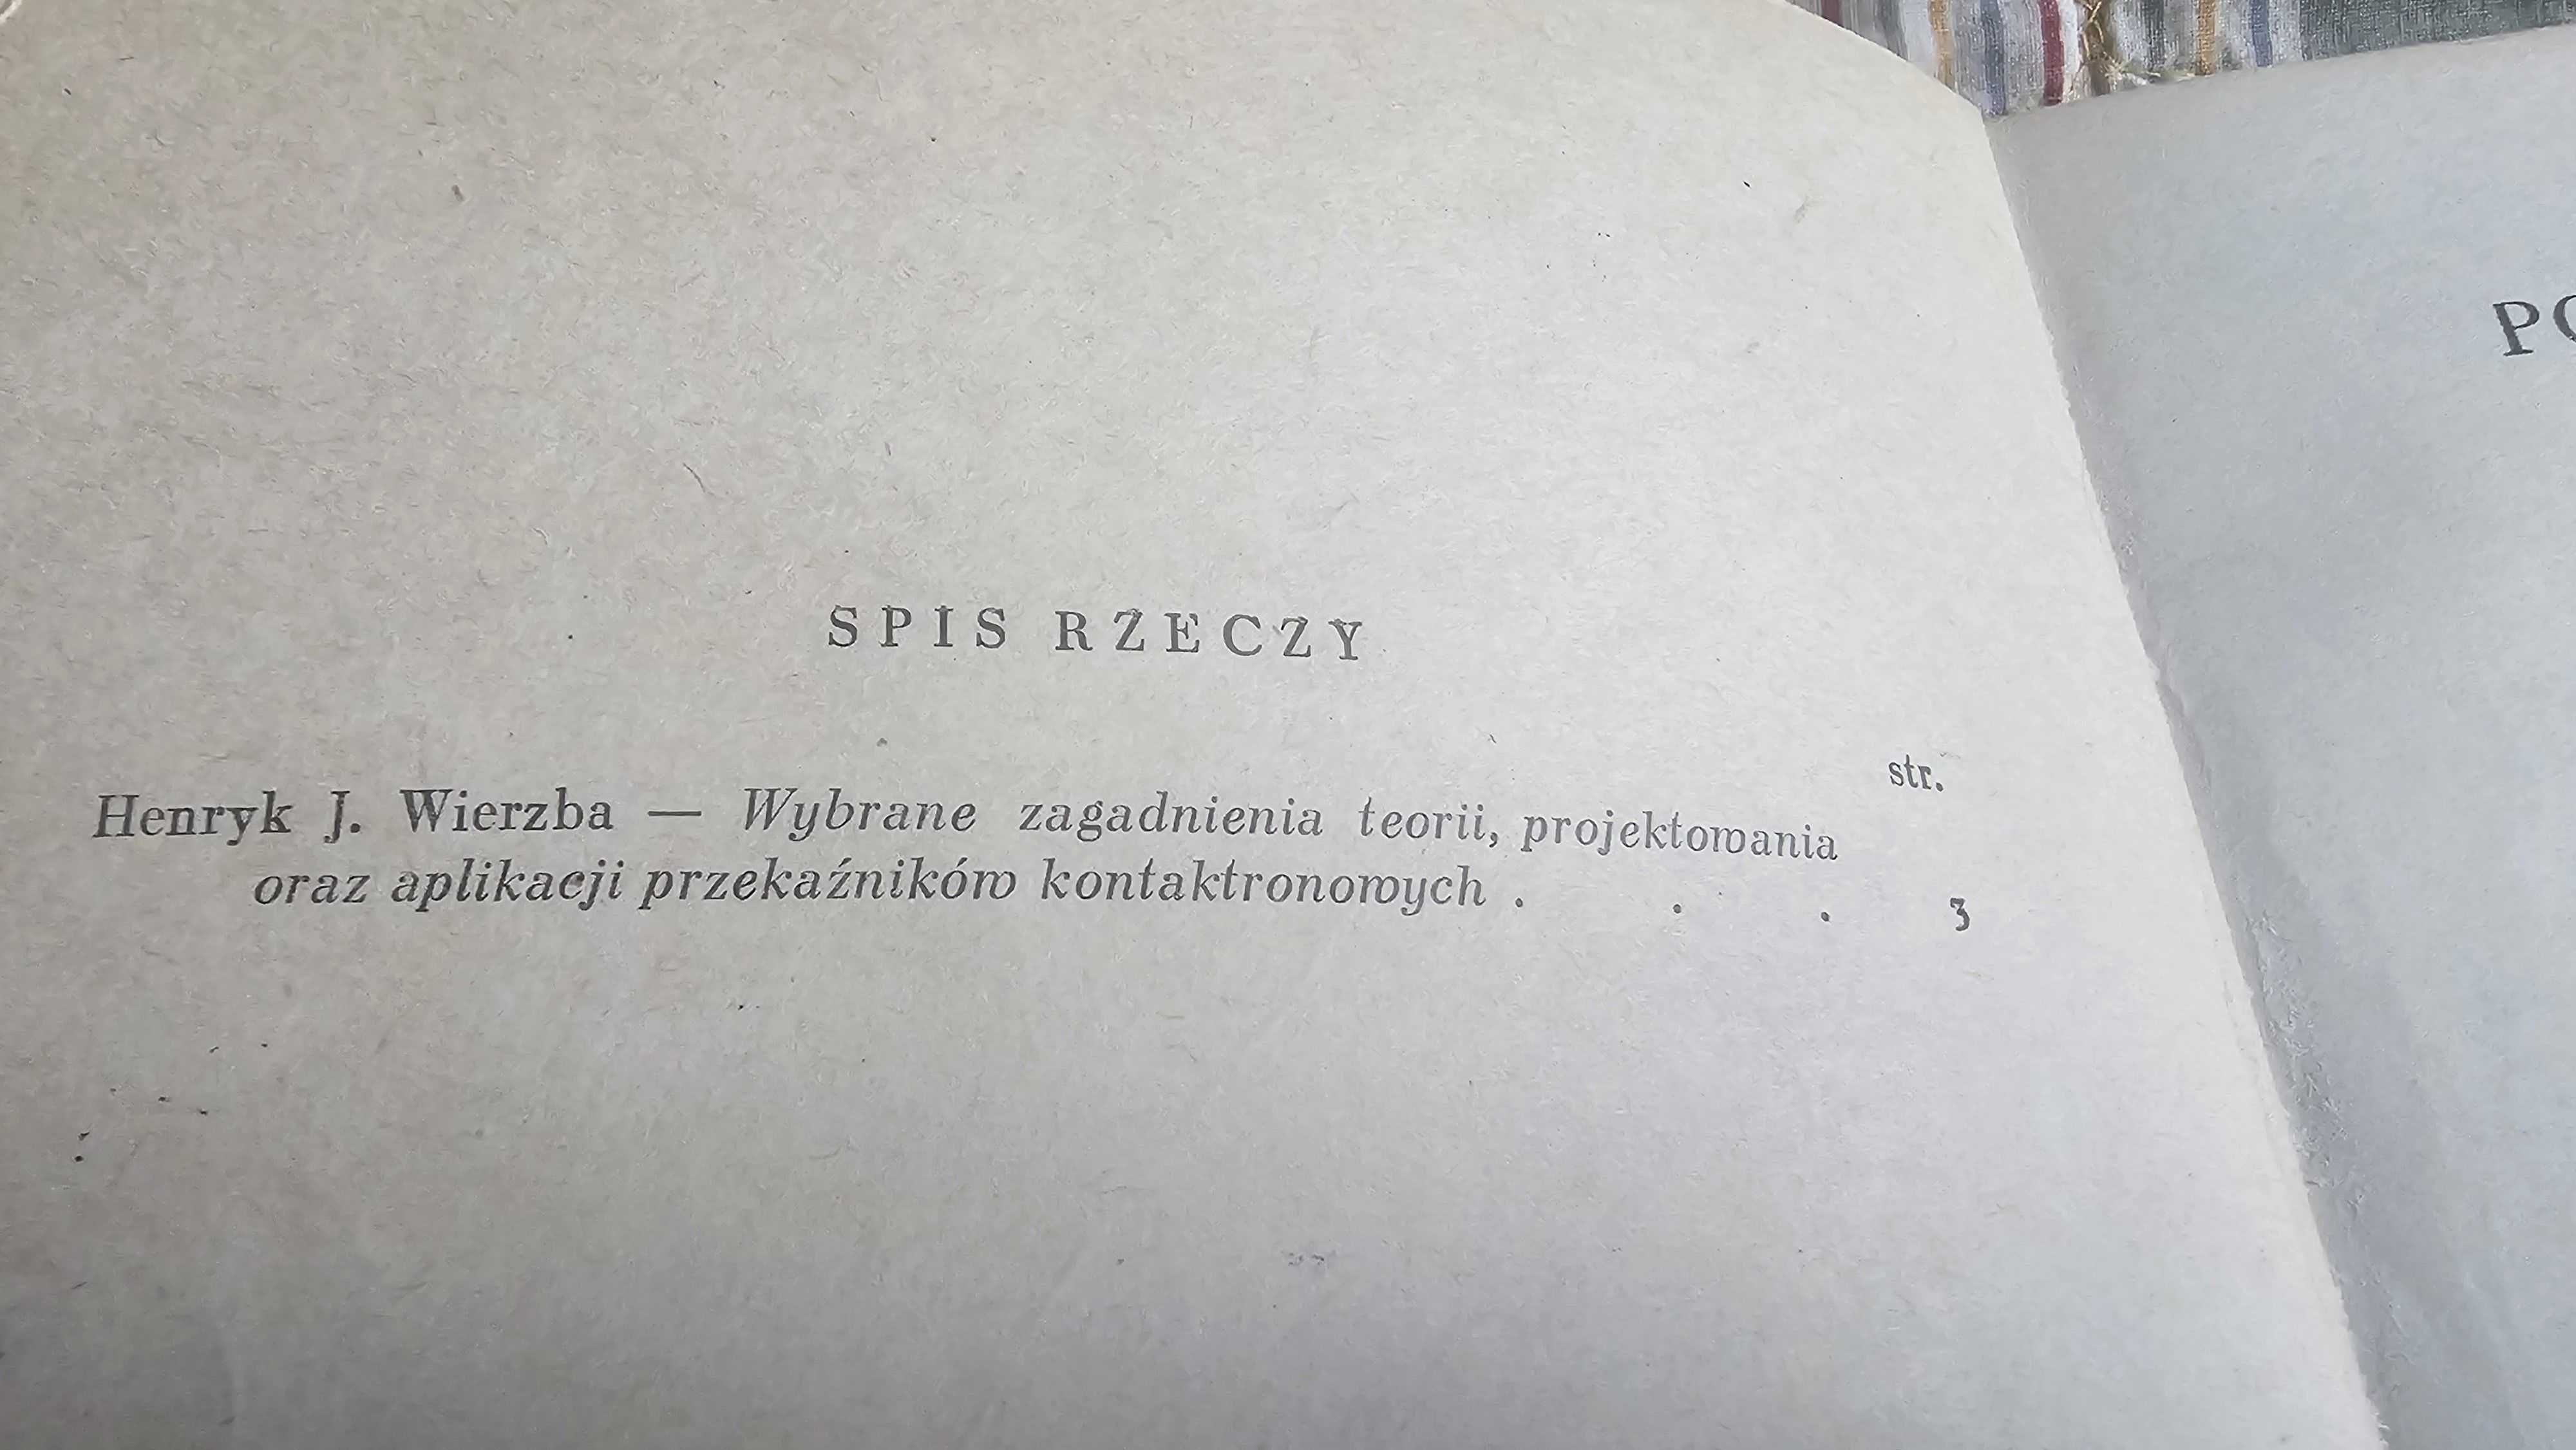 SPIS RZECZY
str.
Henryk J. Wierzba — Wybrane zagadnienia teorii, projektowania
oraz aplikacji przekaźników kontaktronowych . . . 3